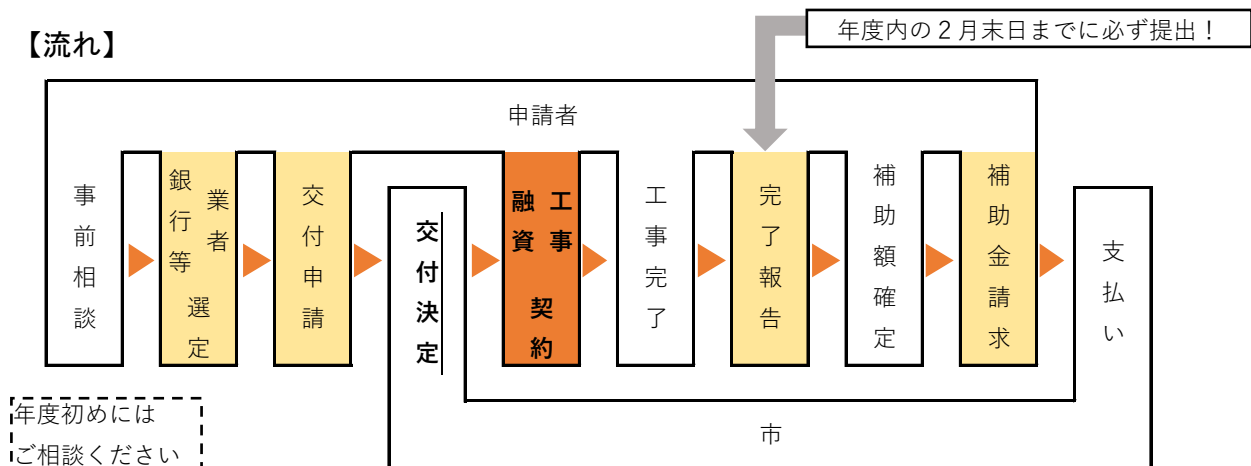 【流れ】
年度内の２月末日までに必ず提出！
申請者
事前相談
業者
銀行等
選定
交付申請
交付決定
工事
融資
契約
工事完了
完了報告
補助額確定
補助金請求
支払い
市
年度初めには
ご相談ください